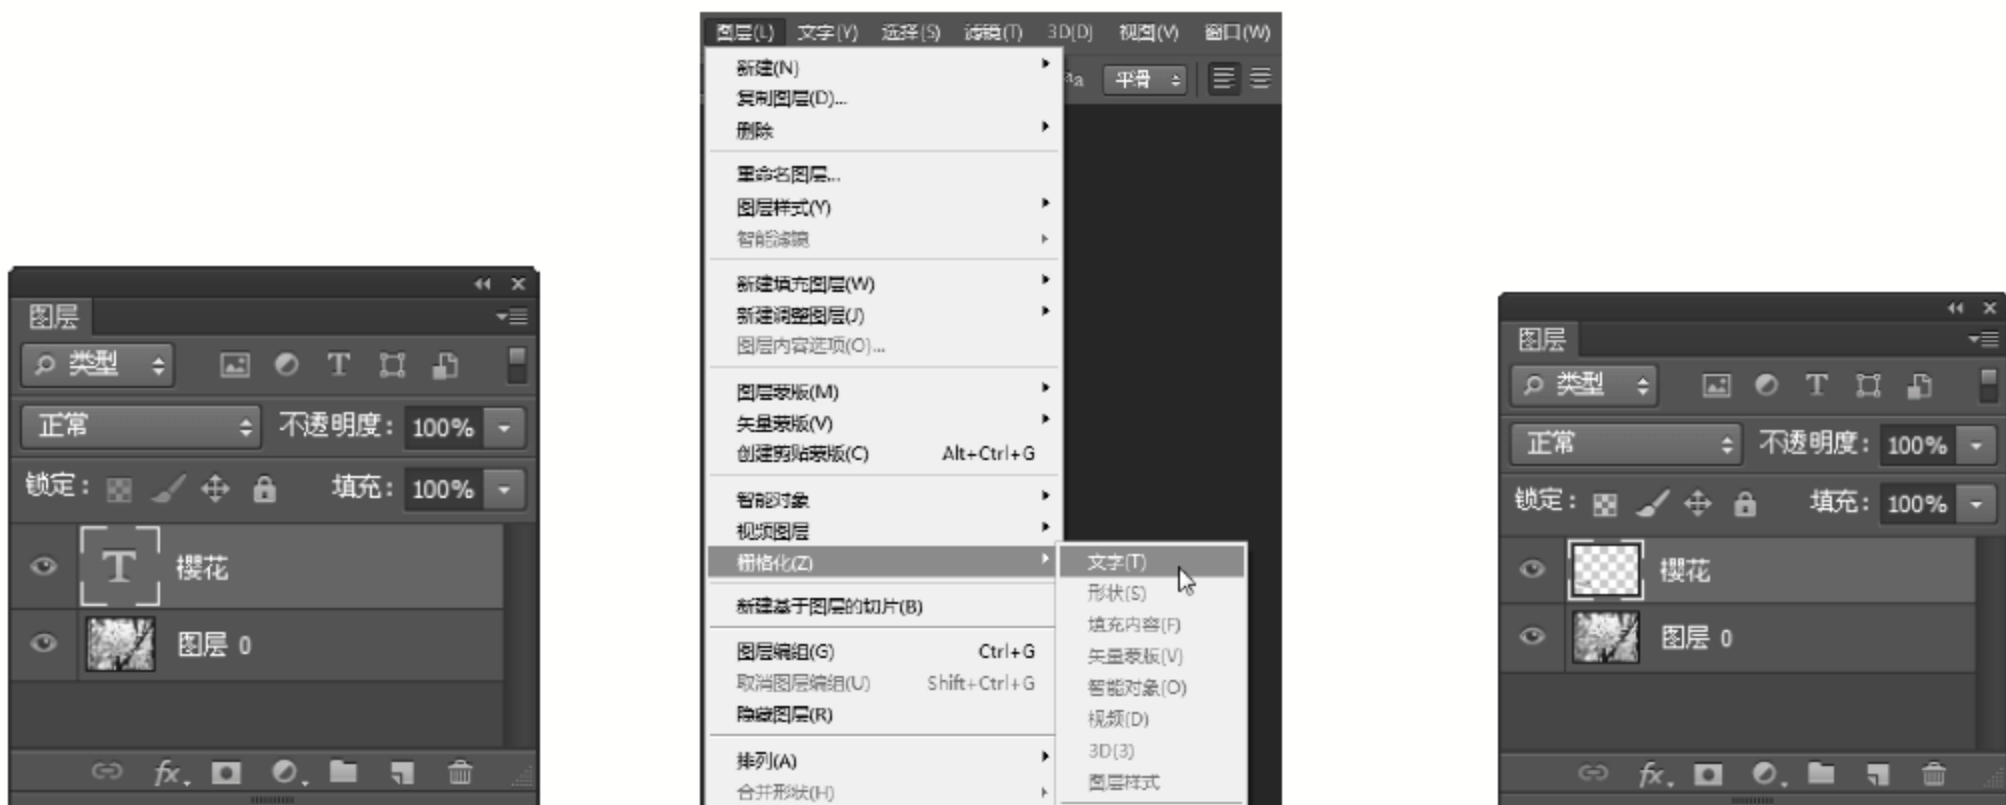 图层
类型
T
正常
不透明度：
100%
锁定：
填充：
100%
T
樱花
图层 0
fx.
图层(L)
文字(Y)
选择(S)
滤镜(T)
3D(D)
视图(V)
窗口(W)
aa
平滑
新建(N)
复制图层(D)...
删除
重命名图层...
图层样式(Y)
智能滤镜
新建填充图层(W)
新建调整图层(J)
图层内容选项(O)...
图层蒙版(M)
矢量蒙版(V)
创建剪贴蒙版(C) Alt+Ctrl+G
智能对象
视频图层
栅格化(Z)
新建基于图层的切片(B)
图层编组(G) Ctrl+G
取消图层编组(U) Shift+Ctrl+G
隐藏图层(R)
排列(A)
合并形状(H)
文字(T)
形状(S)
填充内容(F)
矢量蒙版(V)
智能对象(O)
视频(D)
3D(3)
图层样式
图层
类型
T
正常
不透明度：
100%
锁定：
填充：
100%
樱花
图层 0
fx.